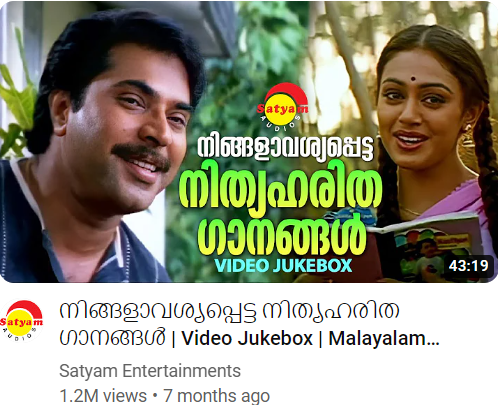 Satyam
AUDIOS
നിങ്ങളാവശ്യപ്പെട്ട
നിത്യഹരിത
ഗാനങ്ങൾ
VIDEO JUKEBOX
43:19
Satyam
AUDIOS
നിങ്ങളാവശ്യപ്പെട്ട നിത്യഹരിത
ഗാനങ്ങൾ | Video Jukebox | Malayalam...
Satyam Entertainments
1.2M views • 7 months ago